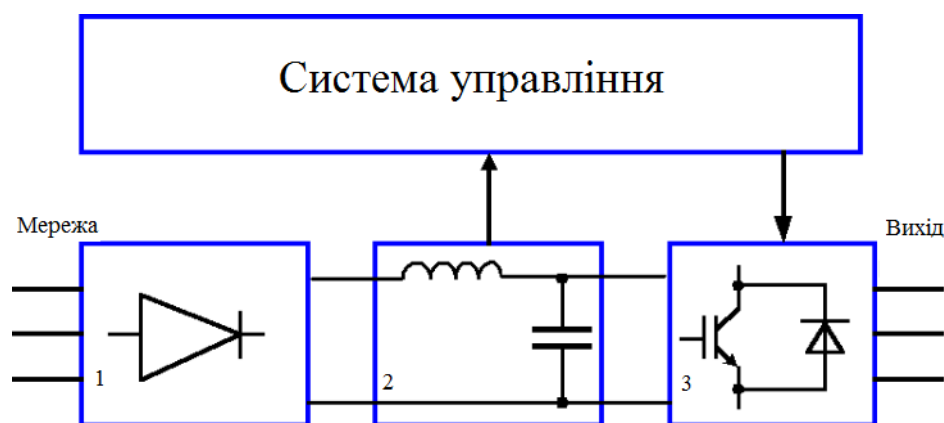 Система управління
Мережа
Вихід
1
2
3